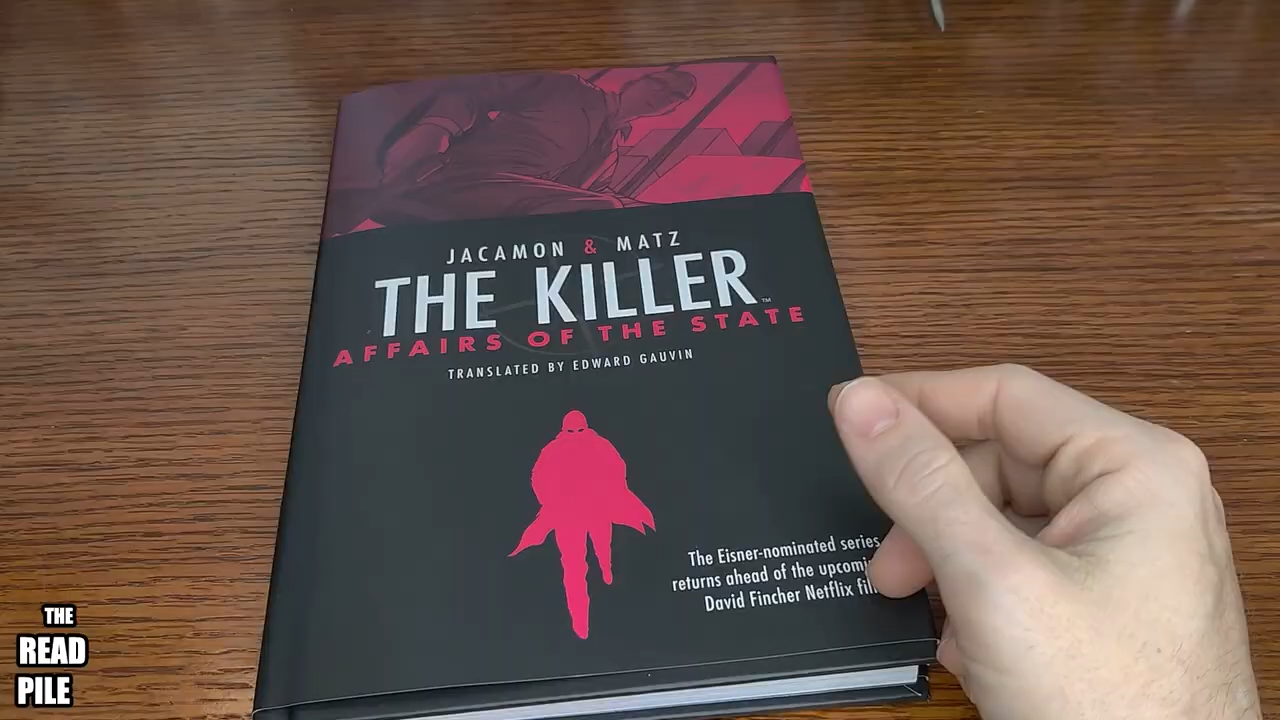 JACAMON & MATZ
THE KILLER™
AFFAIRS OF THE STATE
TRANSLATED BY EDWARD GAUVIN
The Eisner-nominated series
returns ahead of the
David Fincher Netflix
THE
READ
PILE